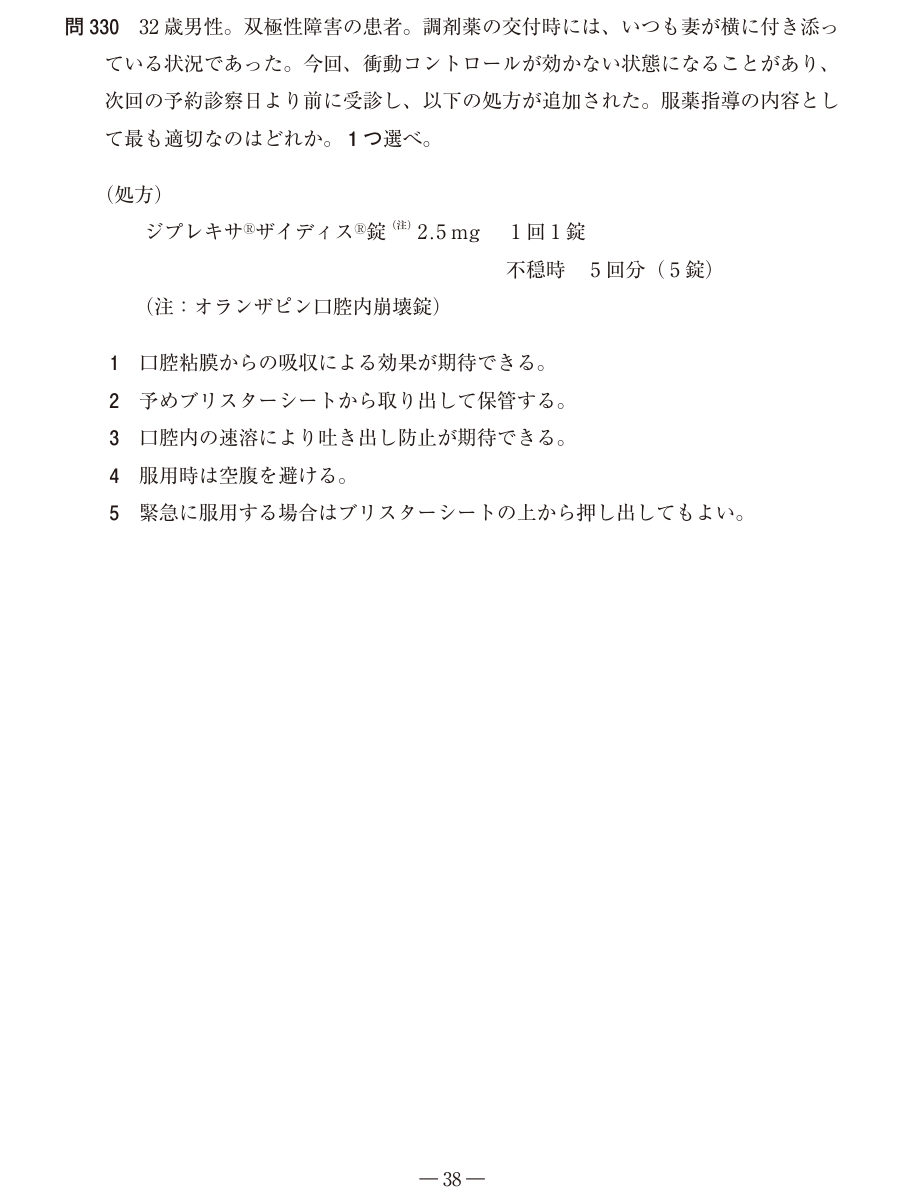 問 330 32 歳男性。双極性障害の患者。調剤薬の交付時には、いつも妻が横に付き添っ
ている状況であった。今回、衝動コントロールが効かない状態になることがあり、
次回の予約診察日より前に受診し、以下の処方が追加された。服薬指導の内容とし
て最も適切なのはどれか。1つ選べ。
（処方）
ジプレキサ®ザイディス®錠（注）2.5 mg 1回1錠
不穏時 5回分（5錠）
（注：オランザピン口腔内崩壊錠）
1 口腔粘膜からの吸収による効果が期待できる。
2 予めブリスターシートから取り出して保管する。
3 口腔内の速溶により吐き出し防止が期待できる。
4 服用時は空腹を避ける。
5 緊急に服用する場合はブリスターシートの上から押し出してもよい。
— 38 —